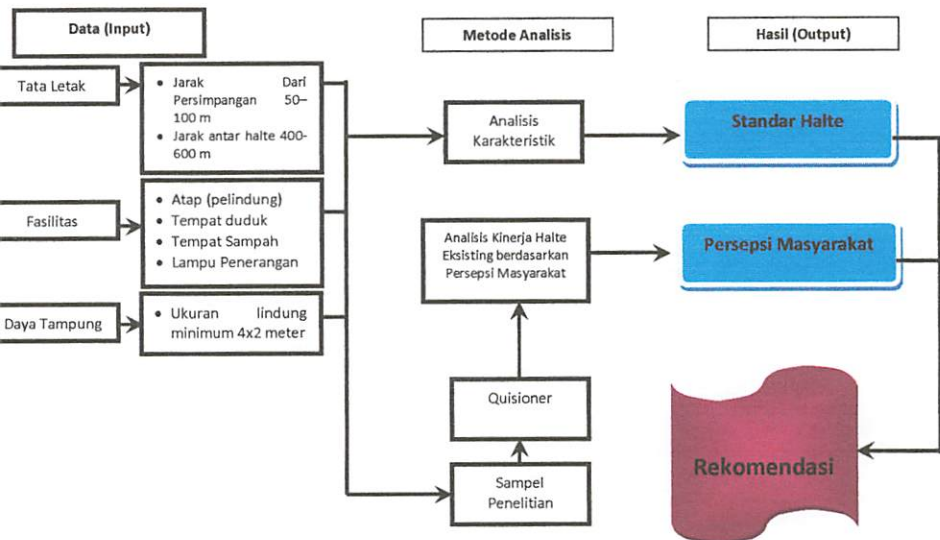 Data (Input)
Metode Analisis
Hasil (Output)
Tata Letak
• Jarak Dari
Persimpangan 50–
100 m
• Jarak antar halte 400-
600 m
Fasilitas
• Atap (pelindung)
• Tempat duduk
• Tempat Sampah
• Lampu Penerangan
Daya Tampung
• Ukuran lindung
minimum 4x2 meter
Analisis
Karakteristik
Analisis Kinerja Halte
Eksisting berdasarkan
Persepsi Masyarakat
Quisioner
Sampel
Penelitian
Standar Halte
Persepsi Masyarakat
Rekomendasi